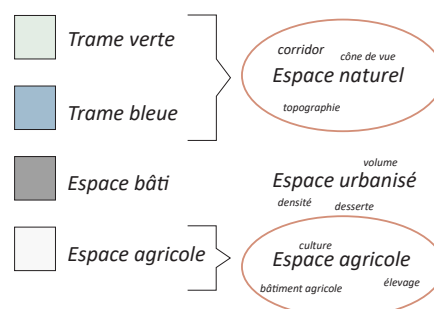 Trame verte
corridor
cône de vue
Espace naturel
topographie
Trame bleue
Espace bâti
volume
Espace urbanisé
densité
desserte
Espace agricole
culture
Espace agricole
bâtiment agricole
élevage